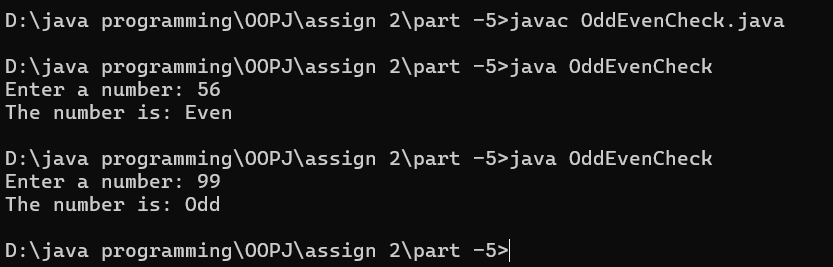 D:\java programming\OOPJ\assign 2\part -5>javac OddEvenCheck.java
D:\java programming\OOPJ\assign 2\part -5>java OddEvenCheck
Enter a number: 56
The number is: Even
D:\java programming\OOPJ\assign 2\part -5>java OddEvenCheck
Enter a number: 99
The number is: Odd
D:\java programming\OOPJ\assign 2\part -5>